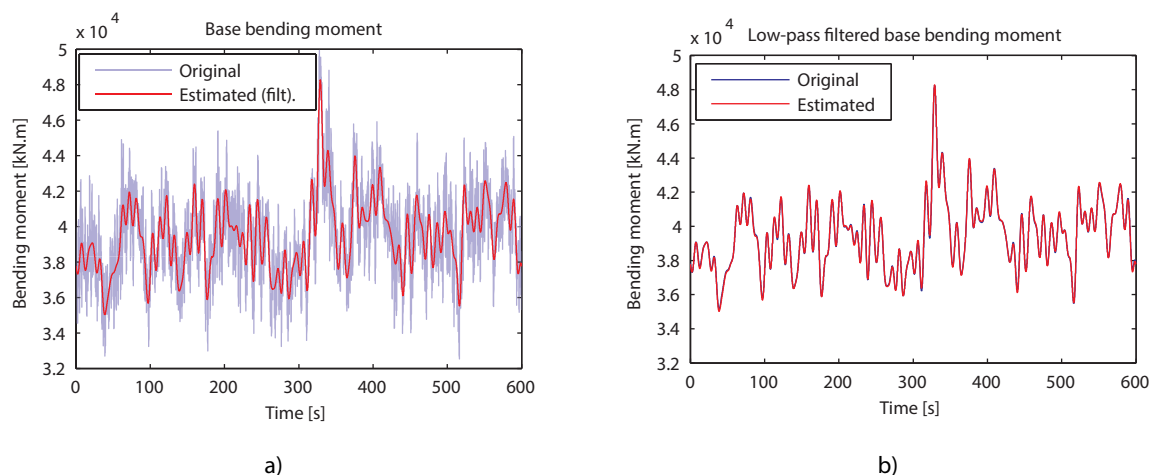 Base bending moment
x 10 4
Original
Estimated (filt).
5
4.8
4.6
4.4
4.2
4
3.8
3.6
3.4
3.2
Bending moment [kN.m]
0 100 200 300 400 500 600
Time [s]
a)
Low-pass filtered base bending moment
x 10 4
Original
Estimated
5
4.8
4.6
4.4
4.2
4
3.8
3.6
3.4
3.2
Bending moment [kN.m]
0 100 200 300 400 500 600
Time [s]
b)